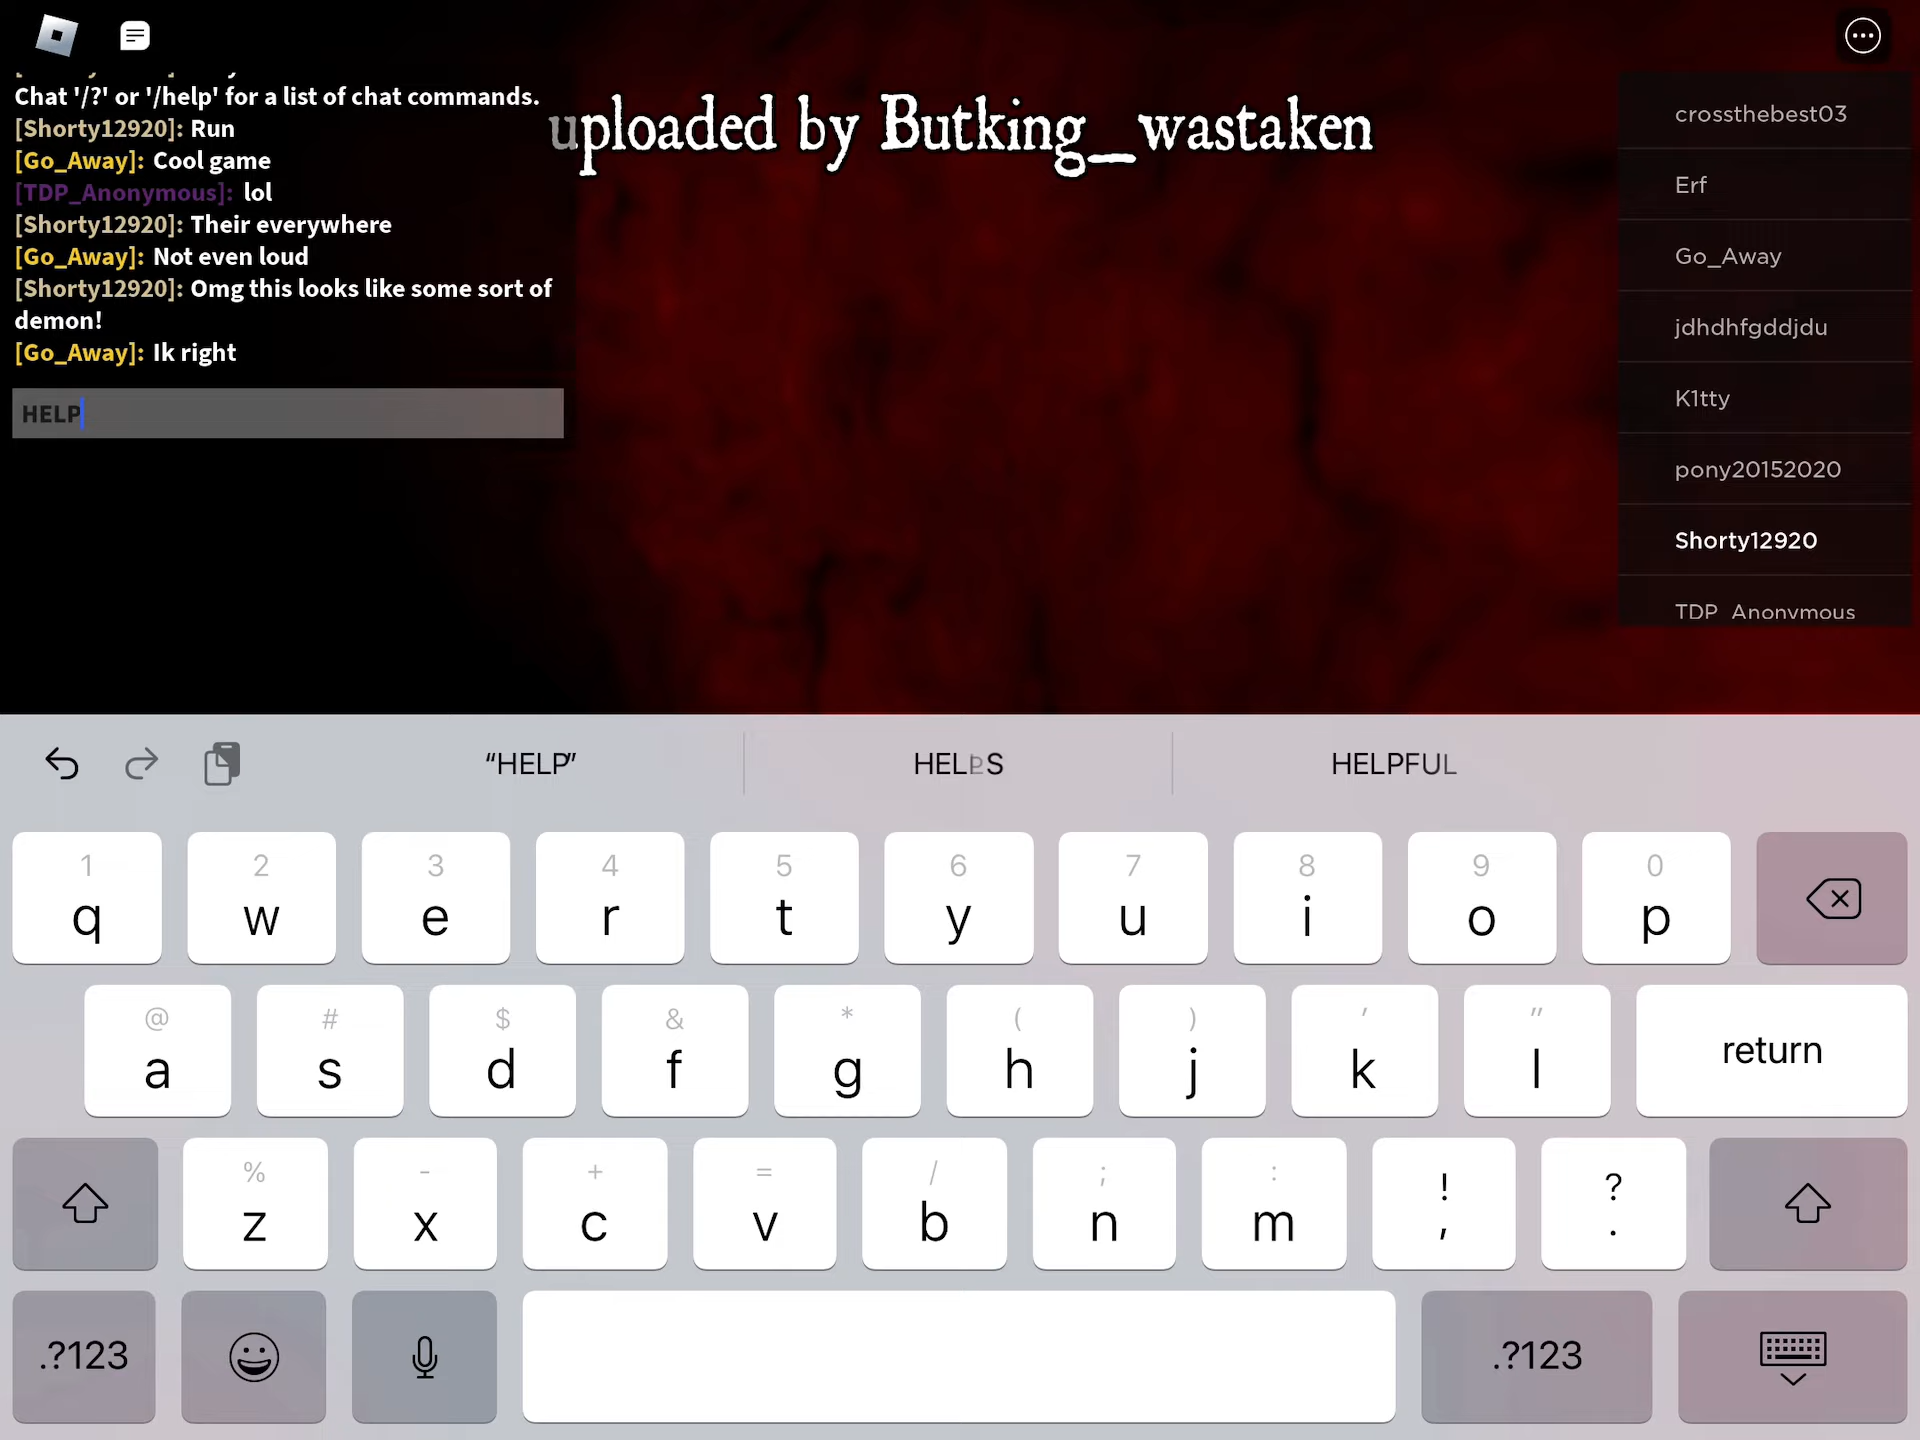 Chat '/?' or '/help' for a list of chat commands.
[Shorty12920]: Run
[Go_Away]: Cool game
[TDP_Anonymous]: lol
[Shorty12920]: Their everywhere
[Go_Away]: Not even loud
[Shorty12920]: Omg this looks like some sort of
demon!
[Go_Away]: Ik right
HELP
uploaded by Butking_wastaken
crossthebest03
Erf
Go_Away
jdhdhfgddjdu
K1tty
pony20152020
Shorty12920
TDP_Anonymous
“HELP” HELPS HELPFUL
1 2 3 4 5 6 7 8 9 0
q w e r t y u i o p
@ # $ & * ( ) ' "
a s d f g h j k l return
% - + = / ; : ! ?
z x c v b n m , .
.?123 .?123